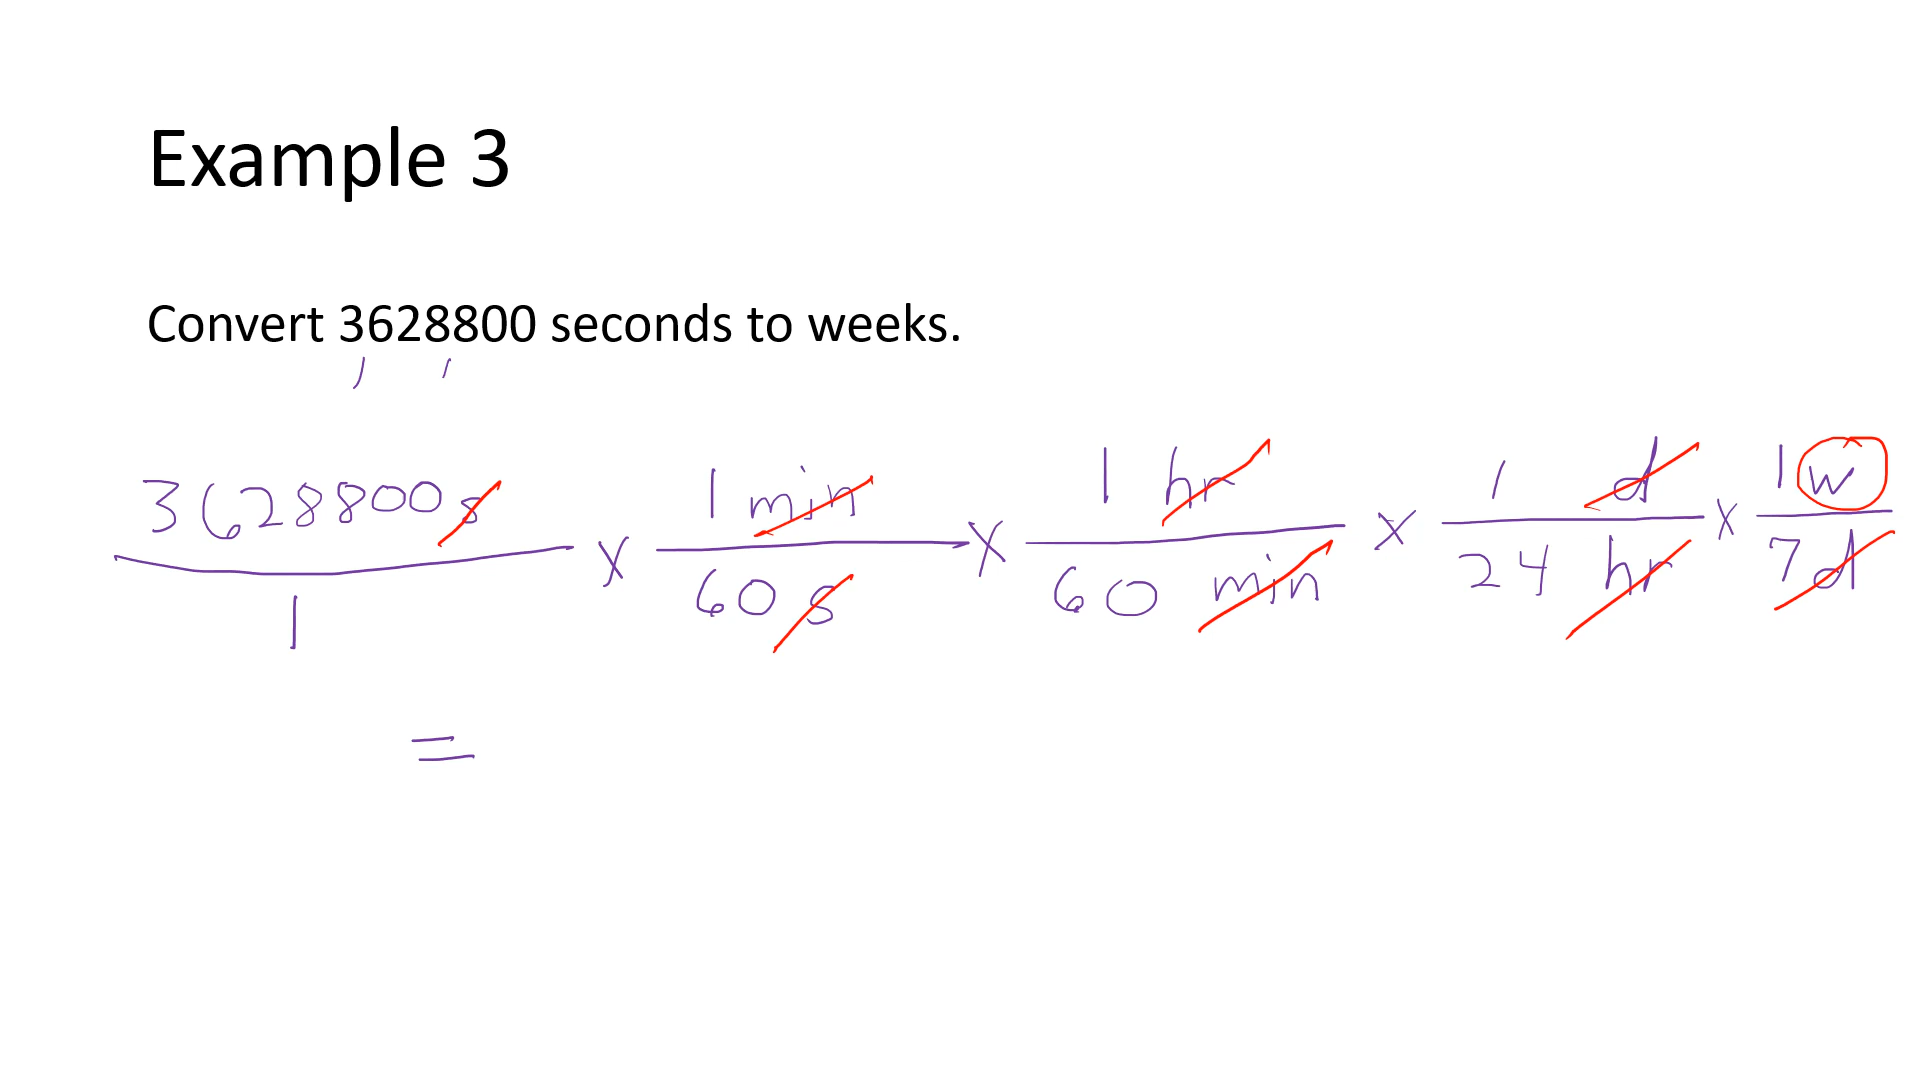 Example 3
Convert 3628800 seconds to weeks.
, ,
3628800 s x 1 min x 1 hr x 1 d x 1 w
1 60 s 60 min 24 hr 7 d
=